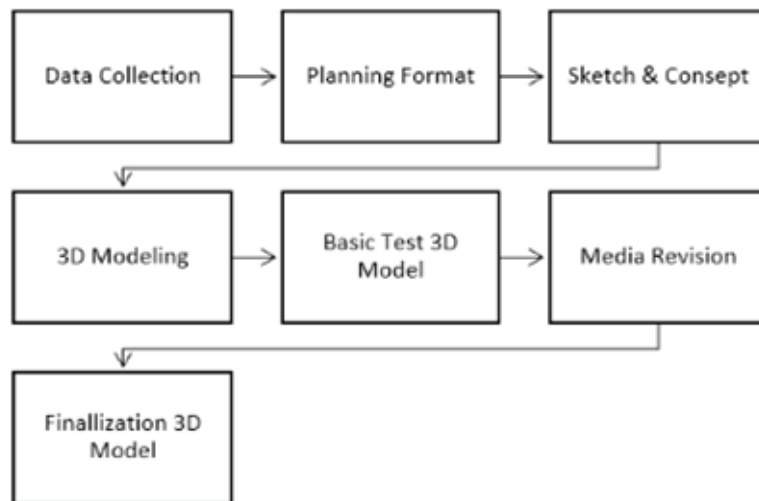 Data Collection
Planning Format
Sketch & Consept
3D Modeling
Basic Test 3D
Model
Media Revision
Finallization 3D
Model